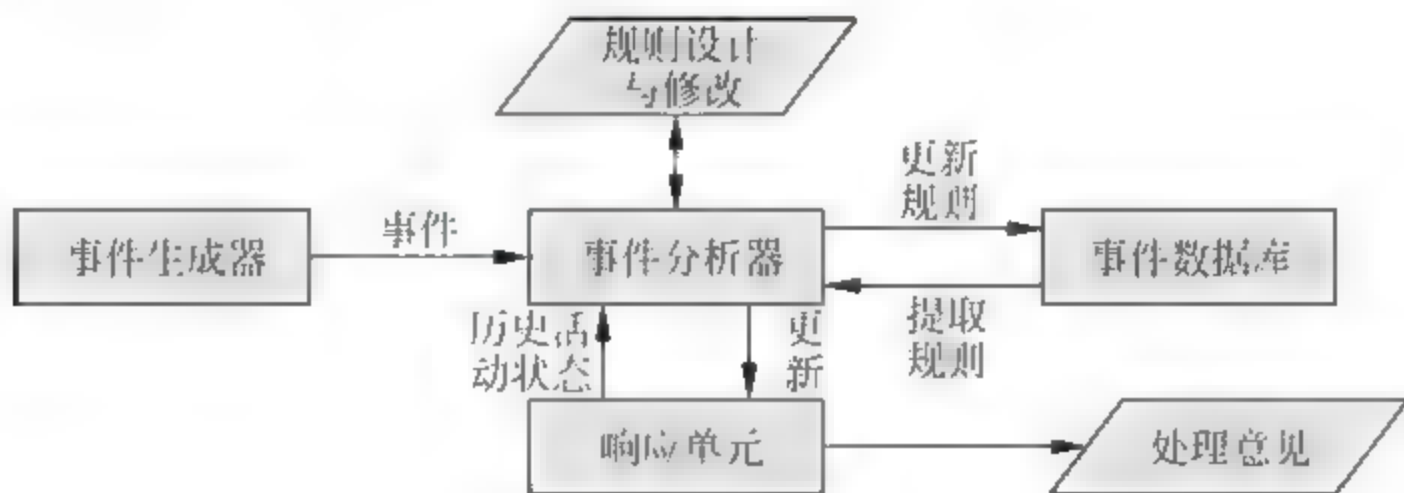 规则设计
与修改
更新
规则
事件生成器
事件
事件分析器
事件数据库
历史活
动状态
更
新
提取
规则
响应单元
处理意见